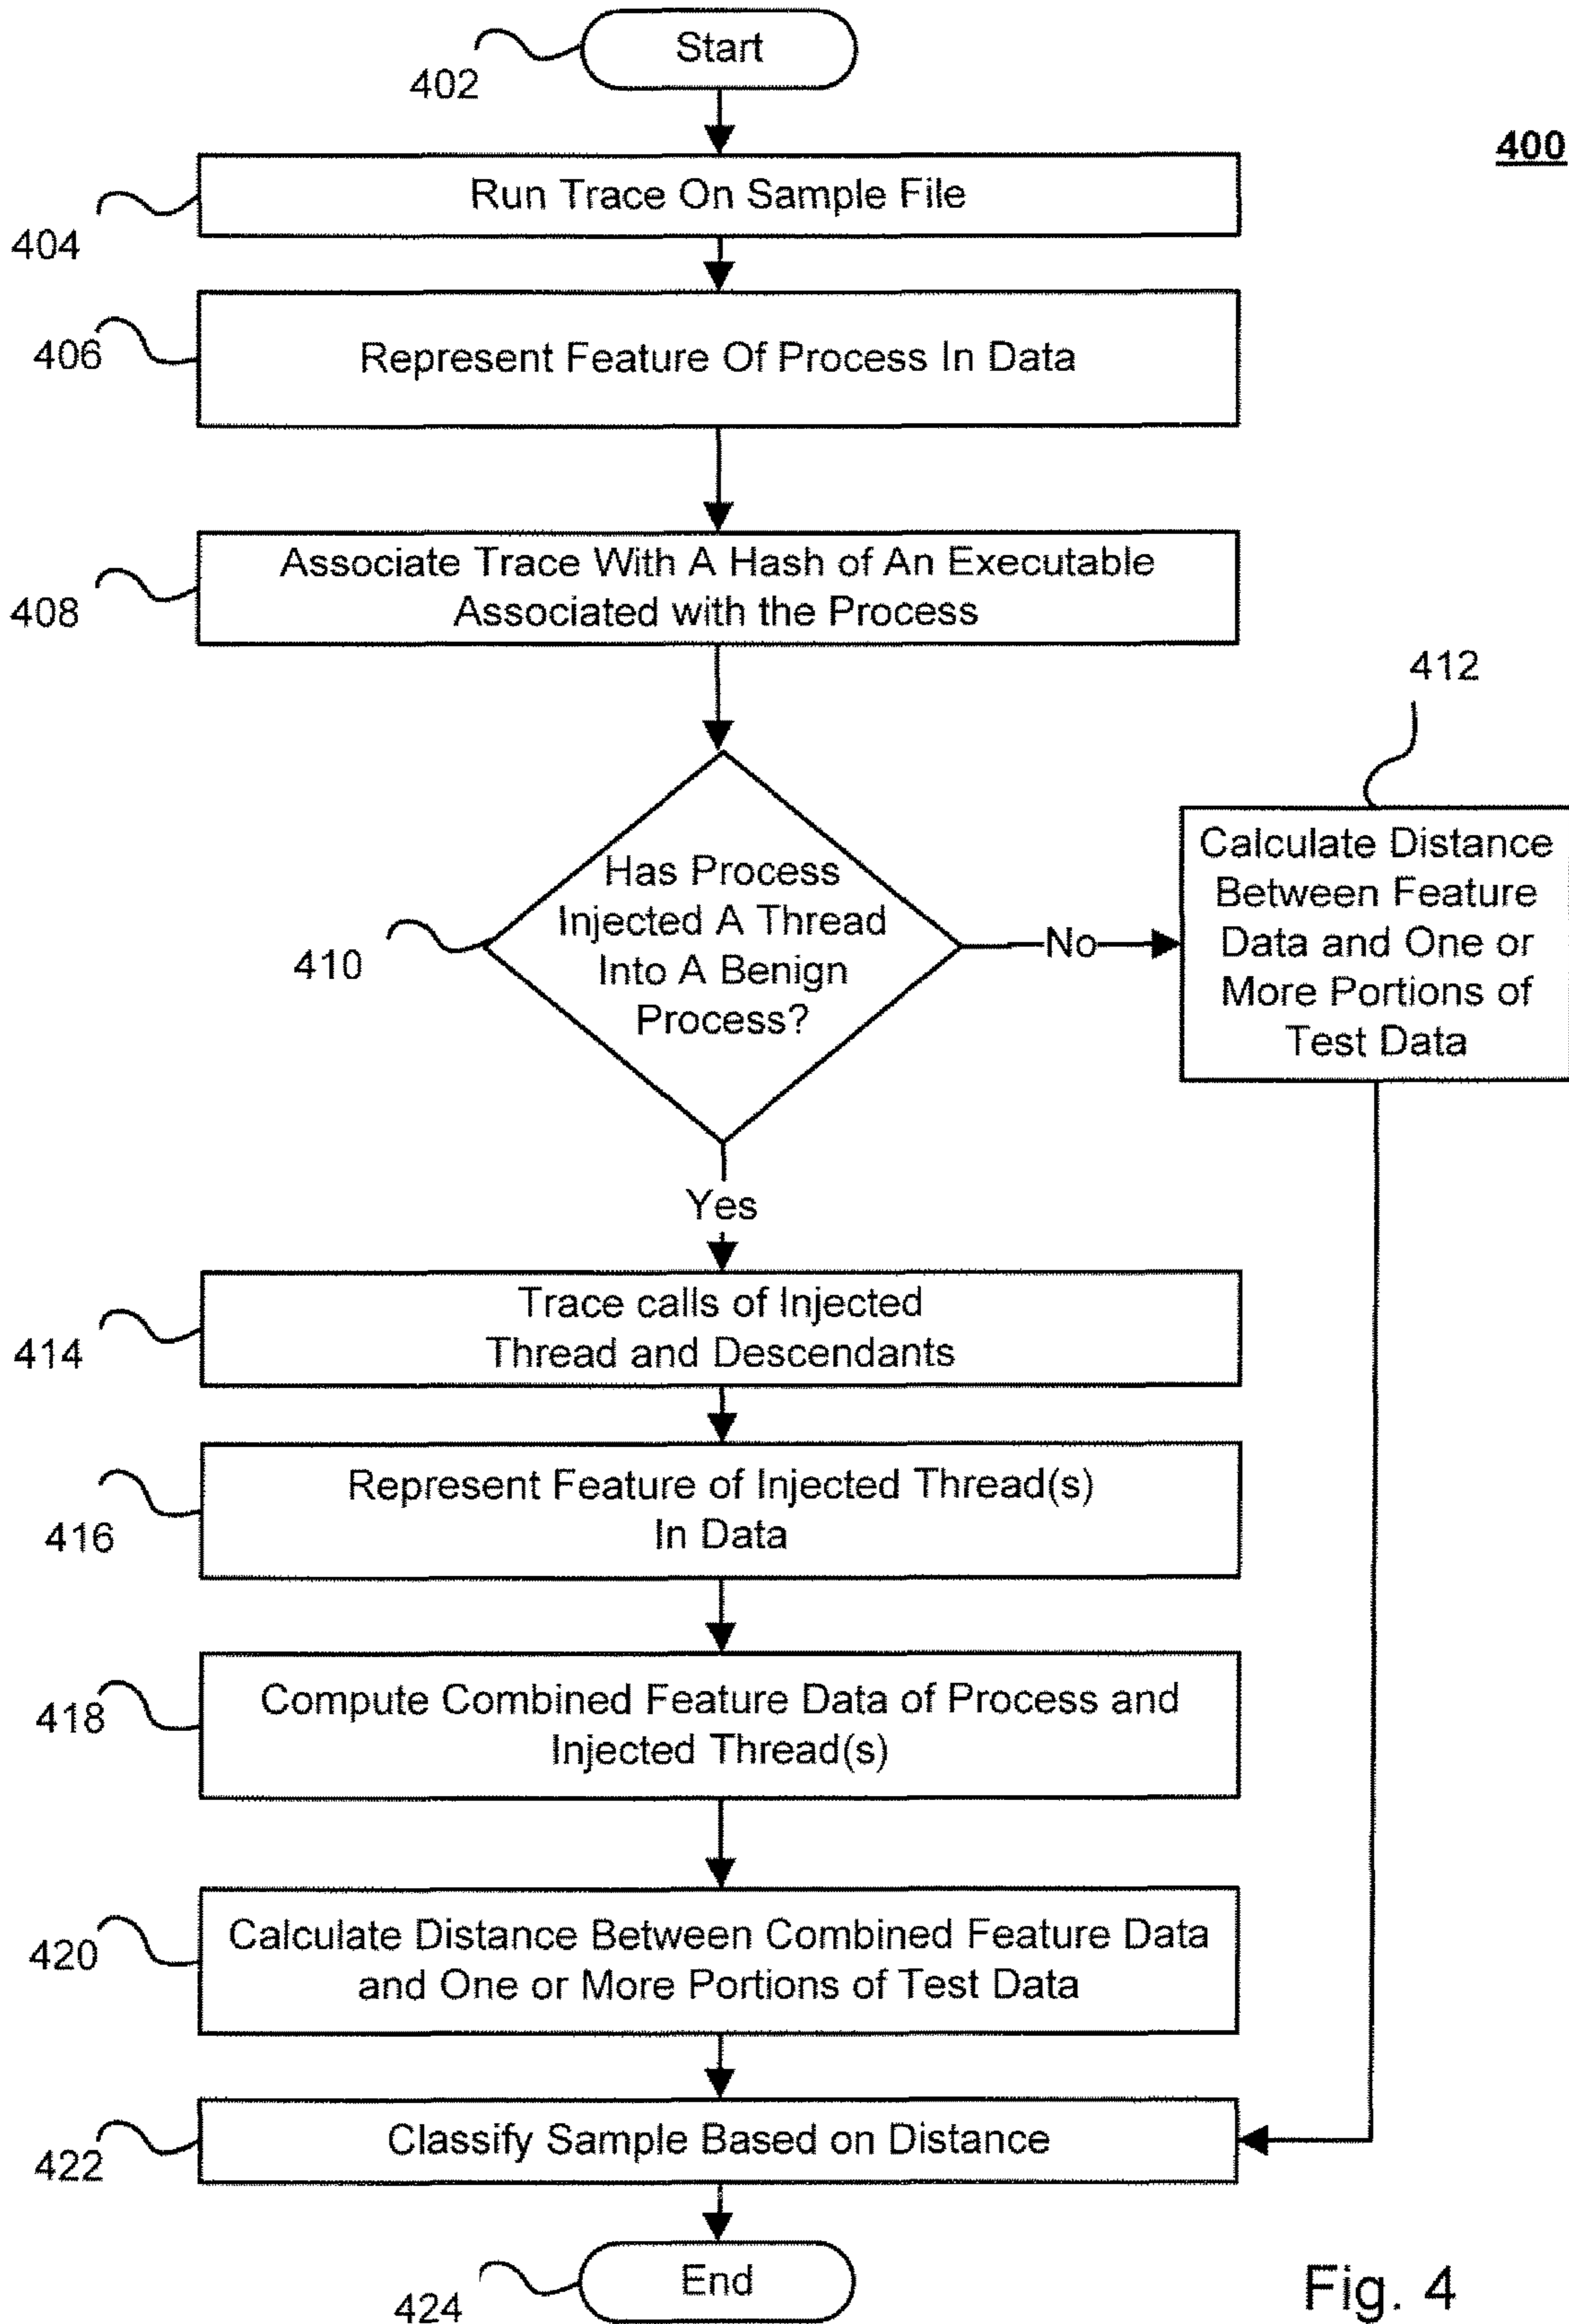 Start
402
400
Run Trace On Sample File
404
Represent Feature Of Process In Data
406
Associate Trace With A Hash of An Executable
Associated with the Process
408
412
Has Process
Injected A Thread
Into A Benign
Process?
410
No
Calculate Distance
Between Feature
Data and One or
More Portions of
Test Data
Yes
Trace calls of Injected
Thread and Descendants
414
Represent Feature of Injected Thread(s)
In Data
416
Compute Combined Feature Data of Process and
Injected Thread(s)
418
Calculate Distance Between Combined Feature Data
and One or More Portions of Test Data
420
Classify Sample Based on Distance
422
End
424
Fig. 4